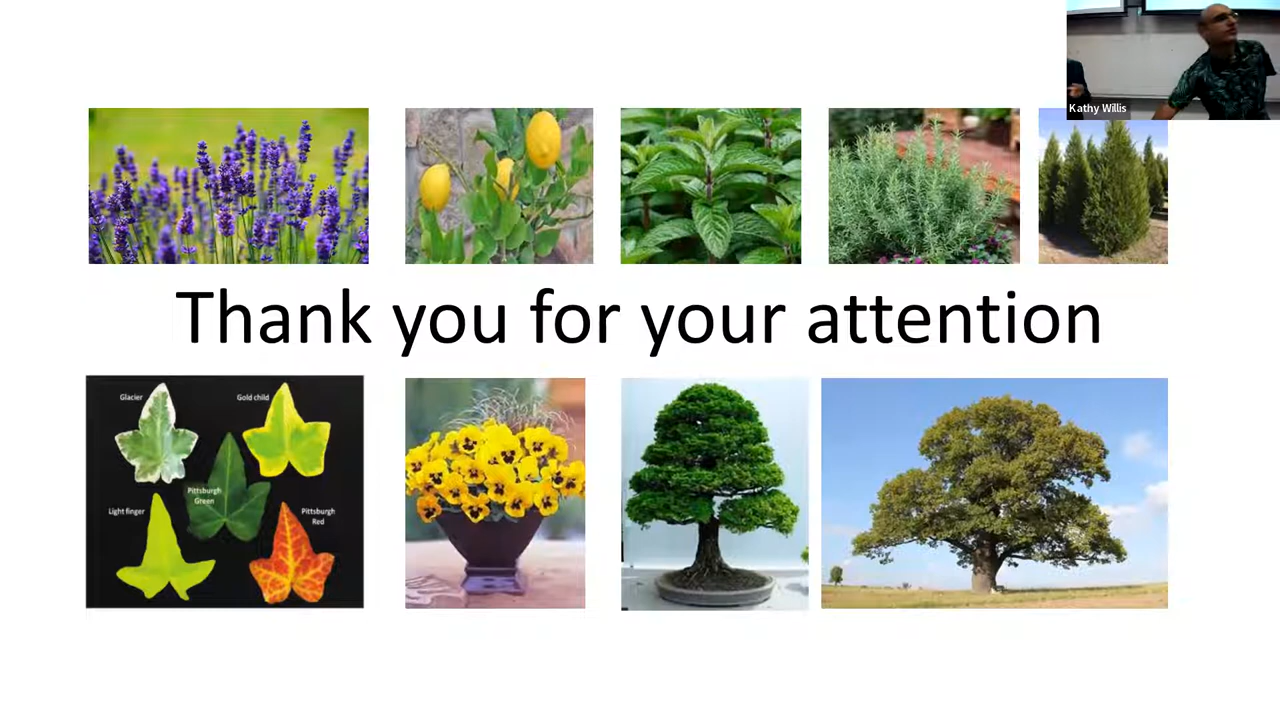 Kathy Willis
Thank you for your attention
Glacier
Gold child
Pittsburgh
Green
Light finger
Pittsburgh
Red